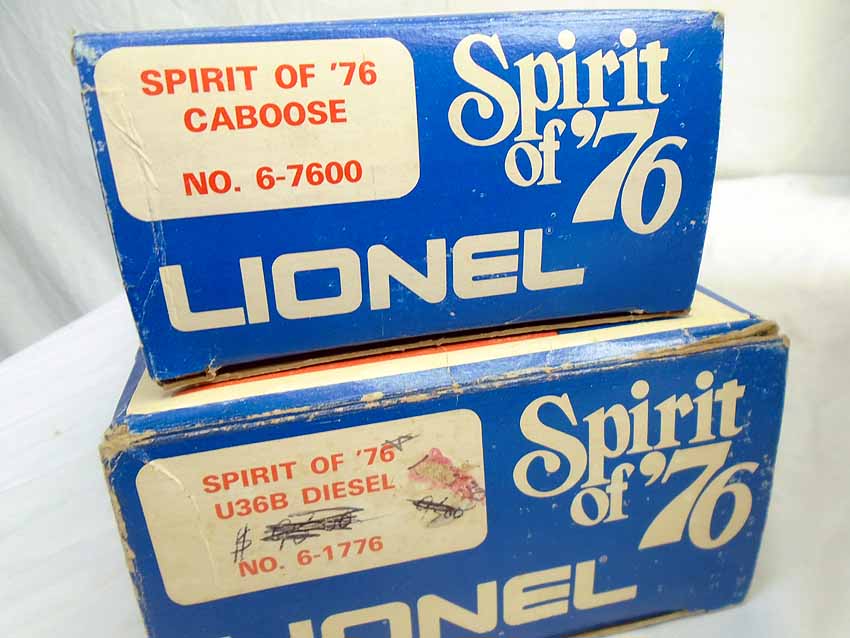 SPIRIT OF '76
CABOOSE
NO. 6-7600
Spirit
of '76
LIONEL
SPIRIT OF '76
U36B DIESEL
$
NO. 6-1776
Spirit
of '76
LIONEL